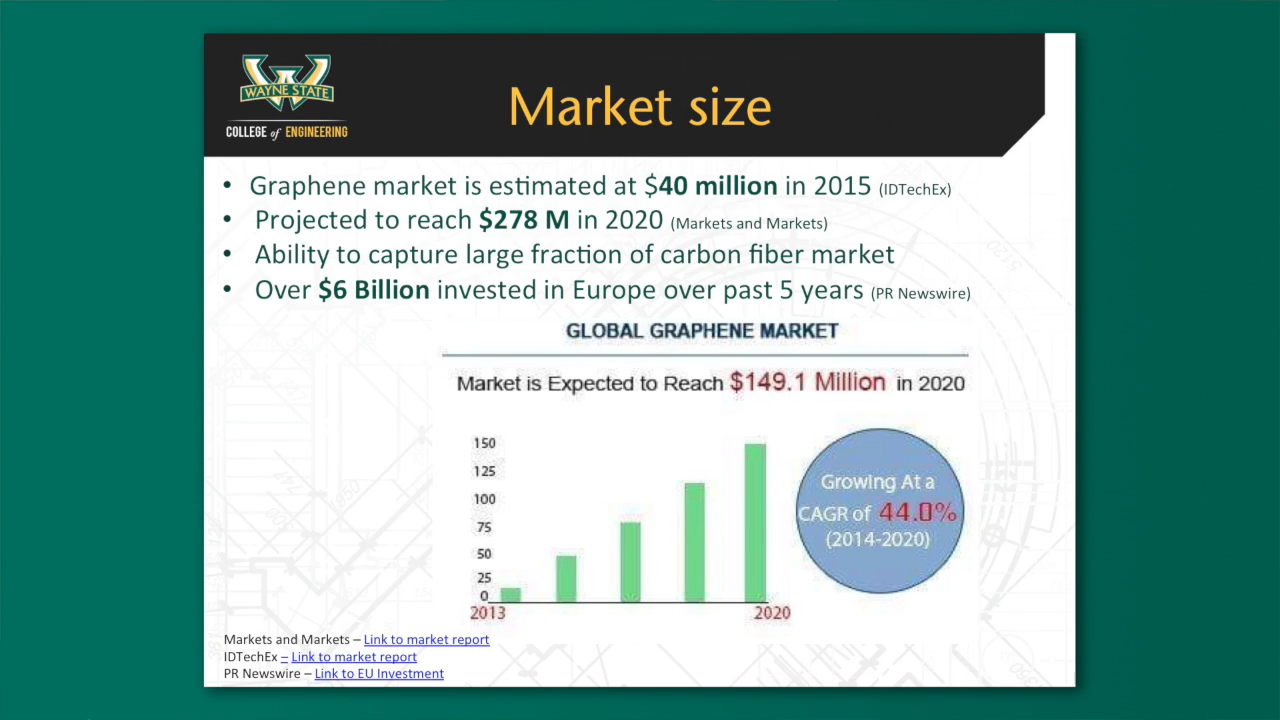 WAYNE STATE
COLLEGE of ENGINEERING
Market size
• Graphene market is estimated at $40 million in 2015 (IDTechEx)
• Projected to reach $278 M in 2020 (Markets and Markets)
• Ability to capture large fraction of carbon fiber market
• Over $6 Billion invested in Europe over past 5 years (PR Newswire)
GLOBAL GRAPHENE MARKET
Market is Expected to Reach $149.1 Million in 2020
150
125
100
75
50
25
0
2013
2020
Growing At a
CAGR of 44.0%
(2014-2020)
Markets and Markets – Link to market report
IDTechEx – Link to market report
PR Newswire – Link to EU Investment